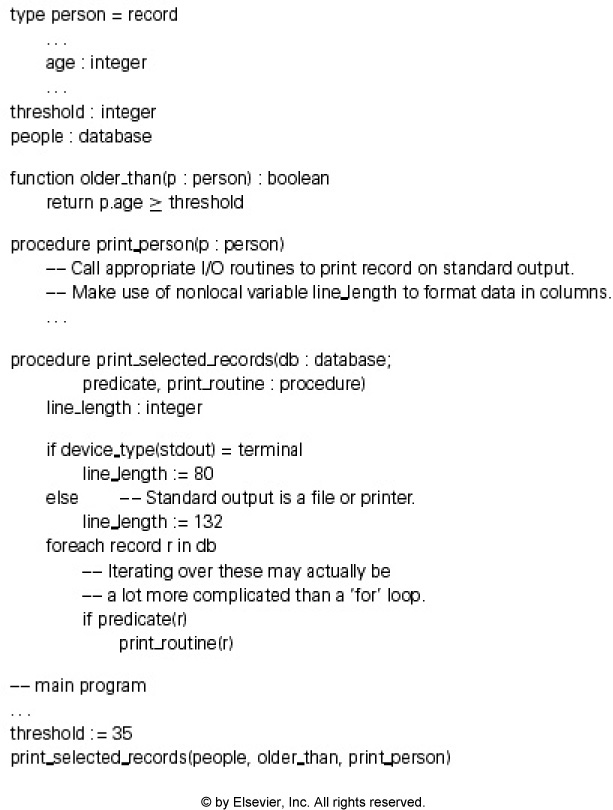 type person = record
. . .
age : integer
. . .
threshold : integer
people : database
function older_than(p : person) : boolean
return p.age ≥ threshold
procedure print_person(p : person)
–– Call appropriate I/O routines to print record on standard output.
–– Make use of nonlocal variable line_length to format data in columns.
. . .
procedure print_selected_records(db : database;
predicate, print_routine : procedure)
line_length : integer
if device_type(stdout) = terminal
line_length := 80
else –– Standard output is a file or printer.
line_length := 132
foreach record r in db
–– Iterating over these may actually be
–– a lot more complicated than a ‘for’ loop.
if predicate(r)
print_routine(r)
–– main program
. . .
threshold := 35
print_selected_records(people, older_than, print_person)
© by Elsevier, Inc. All rights reserved.